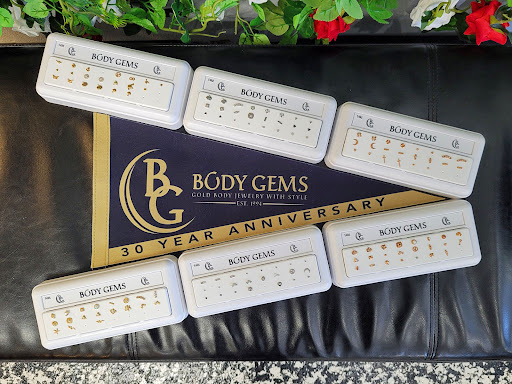 BODY GEMS
BODY GEMS
BODY GEMS
BG
BODY GEMS
GOLD BODY JEWELRY WITH STYLE
EST. 1994
30 YEAR ANNIVERSARY
BODY GEMS
BODY GEMS
BODY GEMS